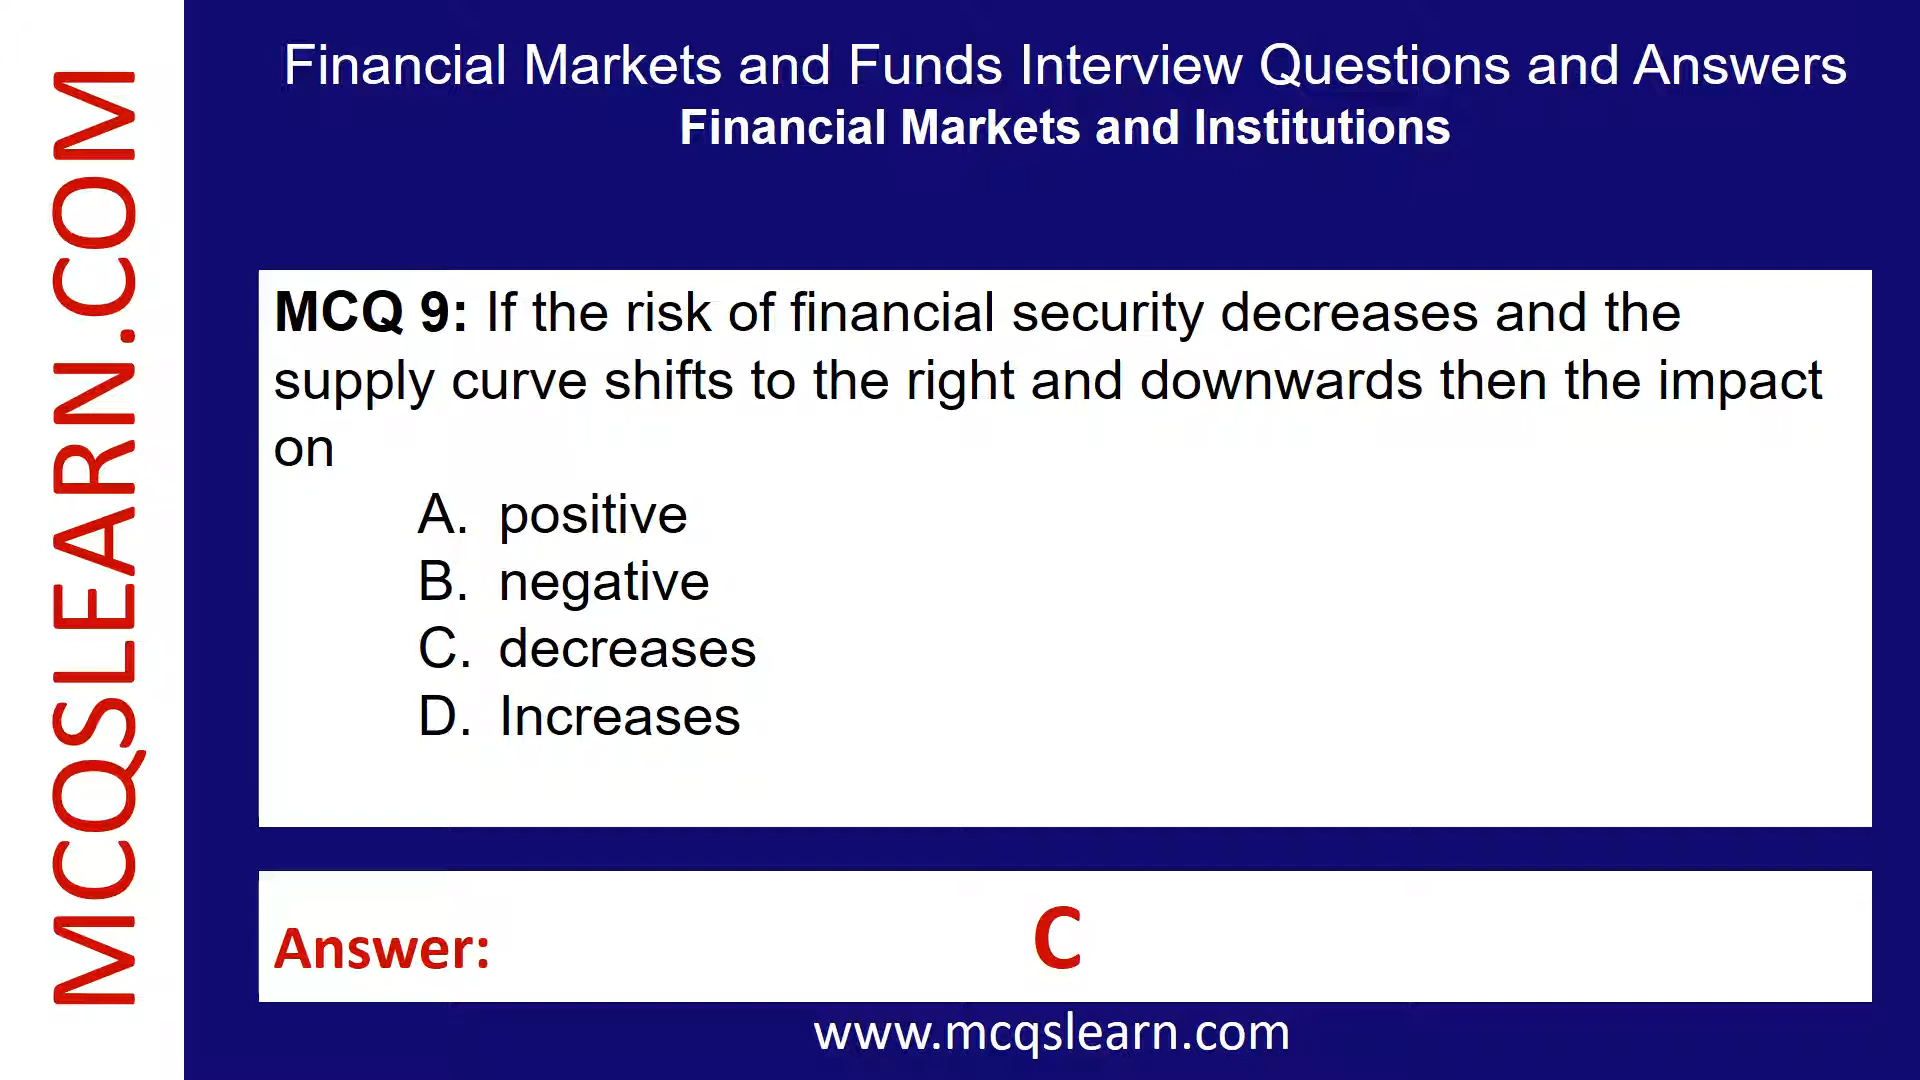 MCQSLEARN.COM
Financial Markets and Funds Interview Questions and Answers
Financial Markets and Institutions
MCQ 9: If the risk of financial security decreases and the
supply curve shifts to the right and downwards then the impact
on
A. positive
B. negative
C. decreases
D. Increases
Answer: C
www.mcqslearn.com